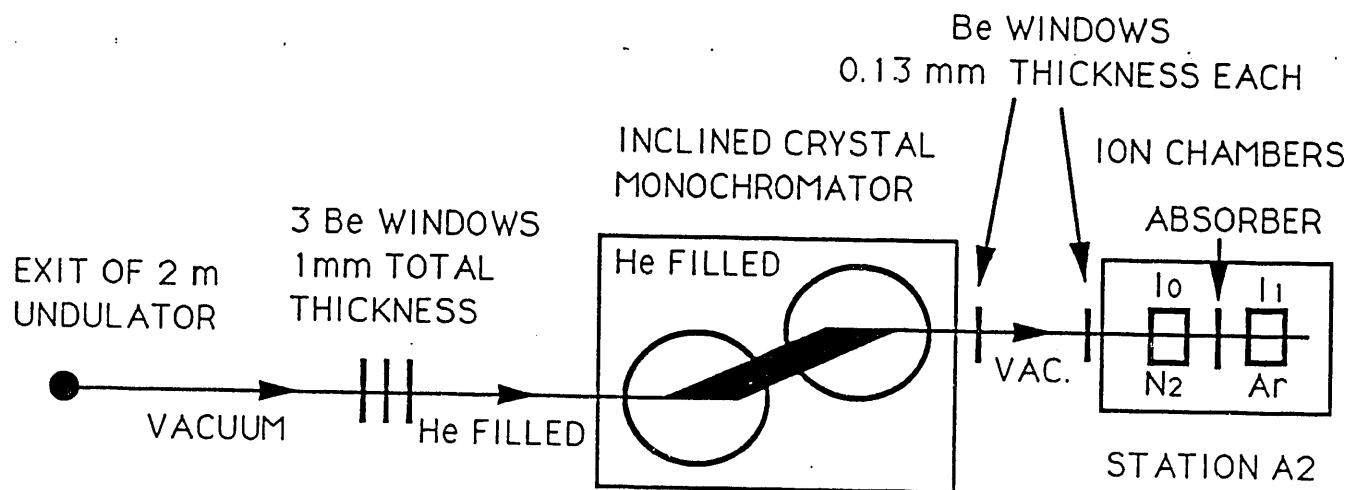 Be WINDOWS
0.13 mm THICKNESS EACH
INCLINED CRYSTAL
MONOCHROMATOR
ION CHAMBERS
3 Be WINDOWS
1mm TOTAL
THICKNESS
ABSORBER
EXIT OF 2 m
UNDULATOR
He FILLED
I0
I1
VAC.
N2
Ar
VACUUM
He FILLED
STATION A2